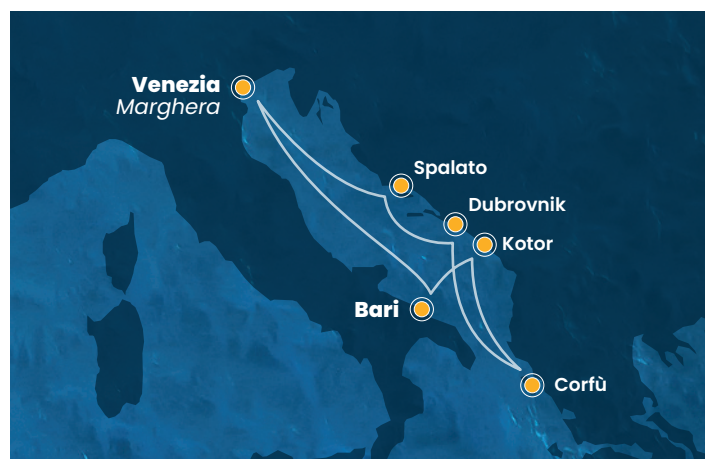 Venezia
Marghera
Spalato
Dubrovnik
Kotor
Bari
Corfù